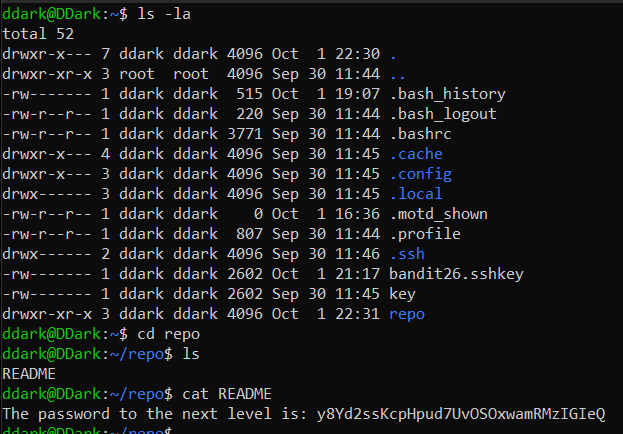 ddark@DDark:~$ ls -la
total 52
drwxr-x--- 7 ddark ddark 4096 Oct  1 22:30 .
drwxr-xr-x 3 root  root  4096 Sep 30 11:44 ..
-rw------- 1 ddark ddark  515 Oct  1 19:07 .bash_history
-rw-r--r-- 1 ddark ddark  220 Sep 30 11:44 .bash_logout
-rw-r--r-- 1 ddark ddark 3771 Sep 30 11:44 .bashrc
drwxr-x--- 4 ddark ddark 4096 Sep 30 11:45 .cache
drwxr-x--- 3 ddark ddark 4096 Sep 30 11:45 .config
drwx------ 3 ddark ddark 4096 Sep 30 11:45 .local
-rw-r--r-- 1 ddark ddark    0 Oct  1 16:36 .motd_shown
-rw-r--r-- 1 ddark ddark  807 Sep 30 11:44 .profile
drwx------ 2 ddark ddark 4096 Sep 30 11:46 .ssh
-rw------- 1 ddark ddark 2602 Oct  1 21:17 bandit26.sshkey
-rw------- 1 ddark ddark 2602 Sep 30 11:45 key
drwxr-xr-x 3 ddark ddark 4096 Oct  1 22:31 repo
ddark@DDark:~$ cd repo
ddark@DDark:~/repo$ ls
README
ddark@DDark:~/repo$ cat README
The password to the next level is: y8Yd2ssKcpHpud7UvOSOxwamRMzIGIeQ
ddark@DDark:~/repo$